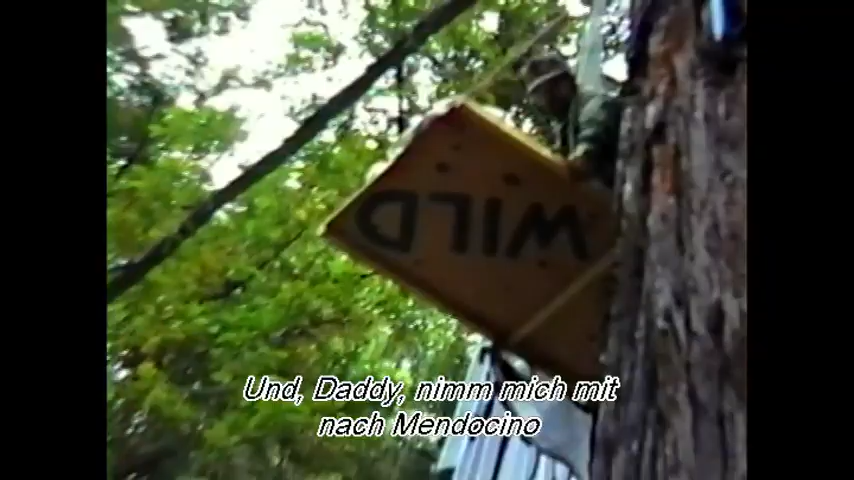 WILD
Und, Daddy, nimm mich mit
nach Mendocino